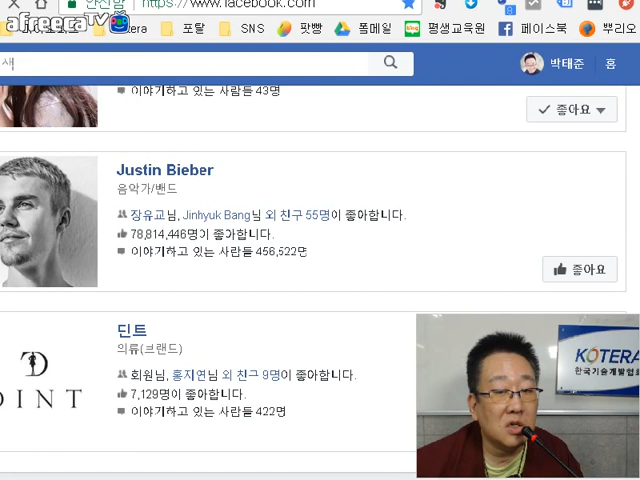 안전함 https://www.facebook.com
afreecaTV
포탈 SNS 팟빵 폼메일 평생교육원 페이스북 뿌리오
새 박태준 홈
이야기하고 있는 사람들 43명
좋아요
Justin Bieber
음악가/밴드
장유교님, Jinhyuk Bang님 외 친구 55명이 좋아합니다.
78,814,446명이 좋아합니다.
이야기하고 있는 사람들 456,522명
좋아요
딘트
의류(브랜드)
회원님, 홍지연님 외 친구 9명이 좋아합니다.
7,129명이 좋아합니다.
이야기하고 있는 사람들 422명
DINT
KOTERA
한국기술개발협회